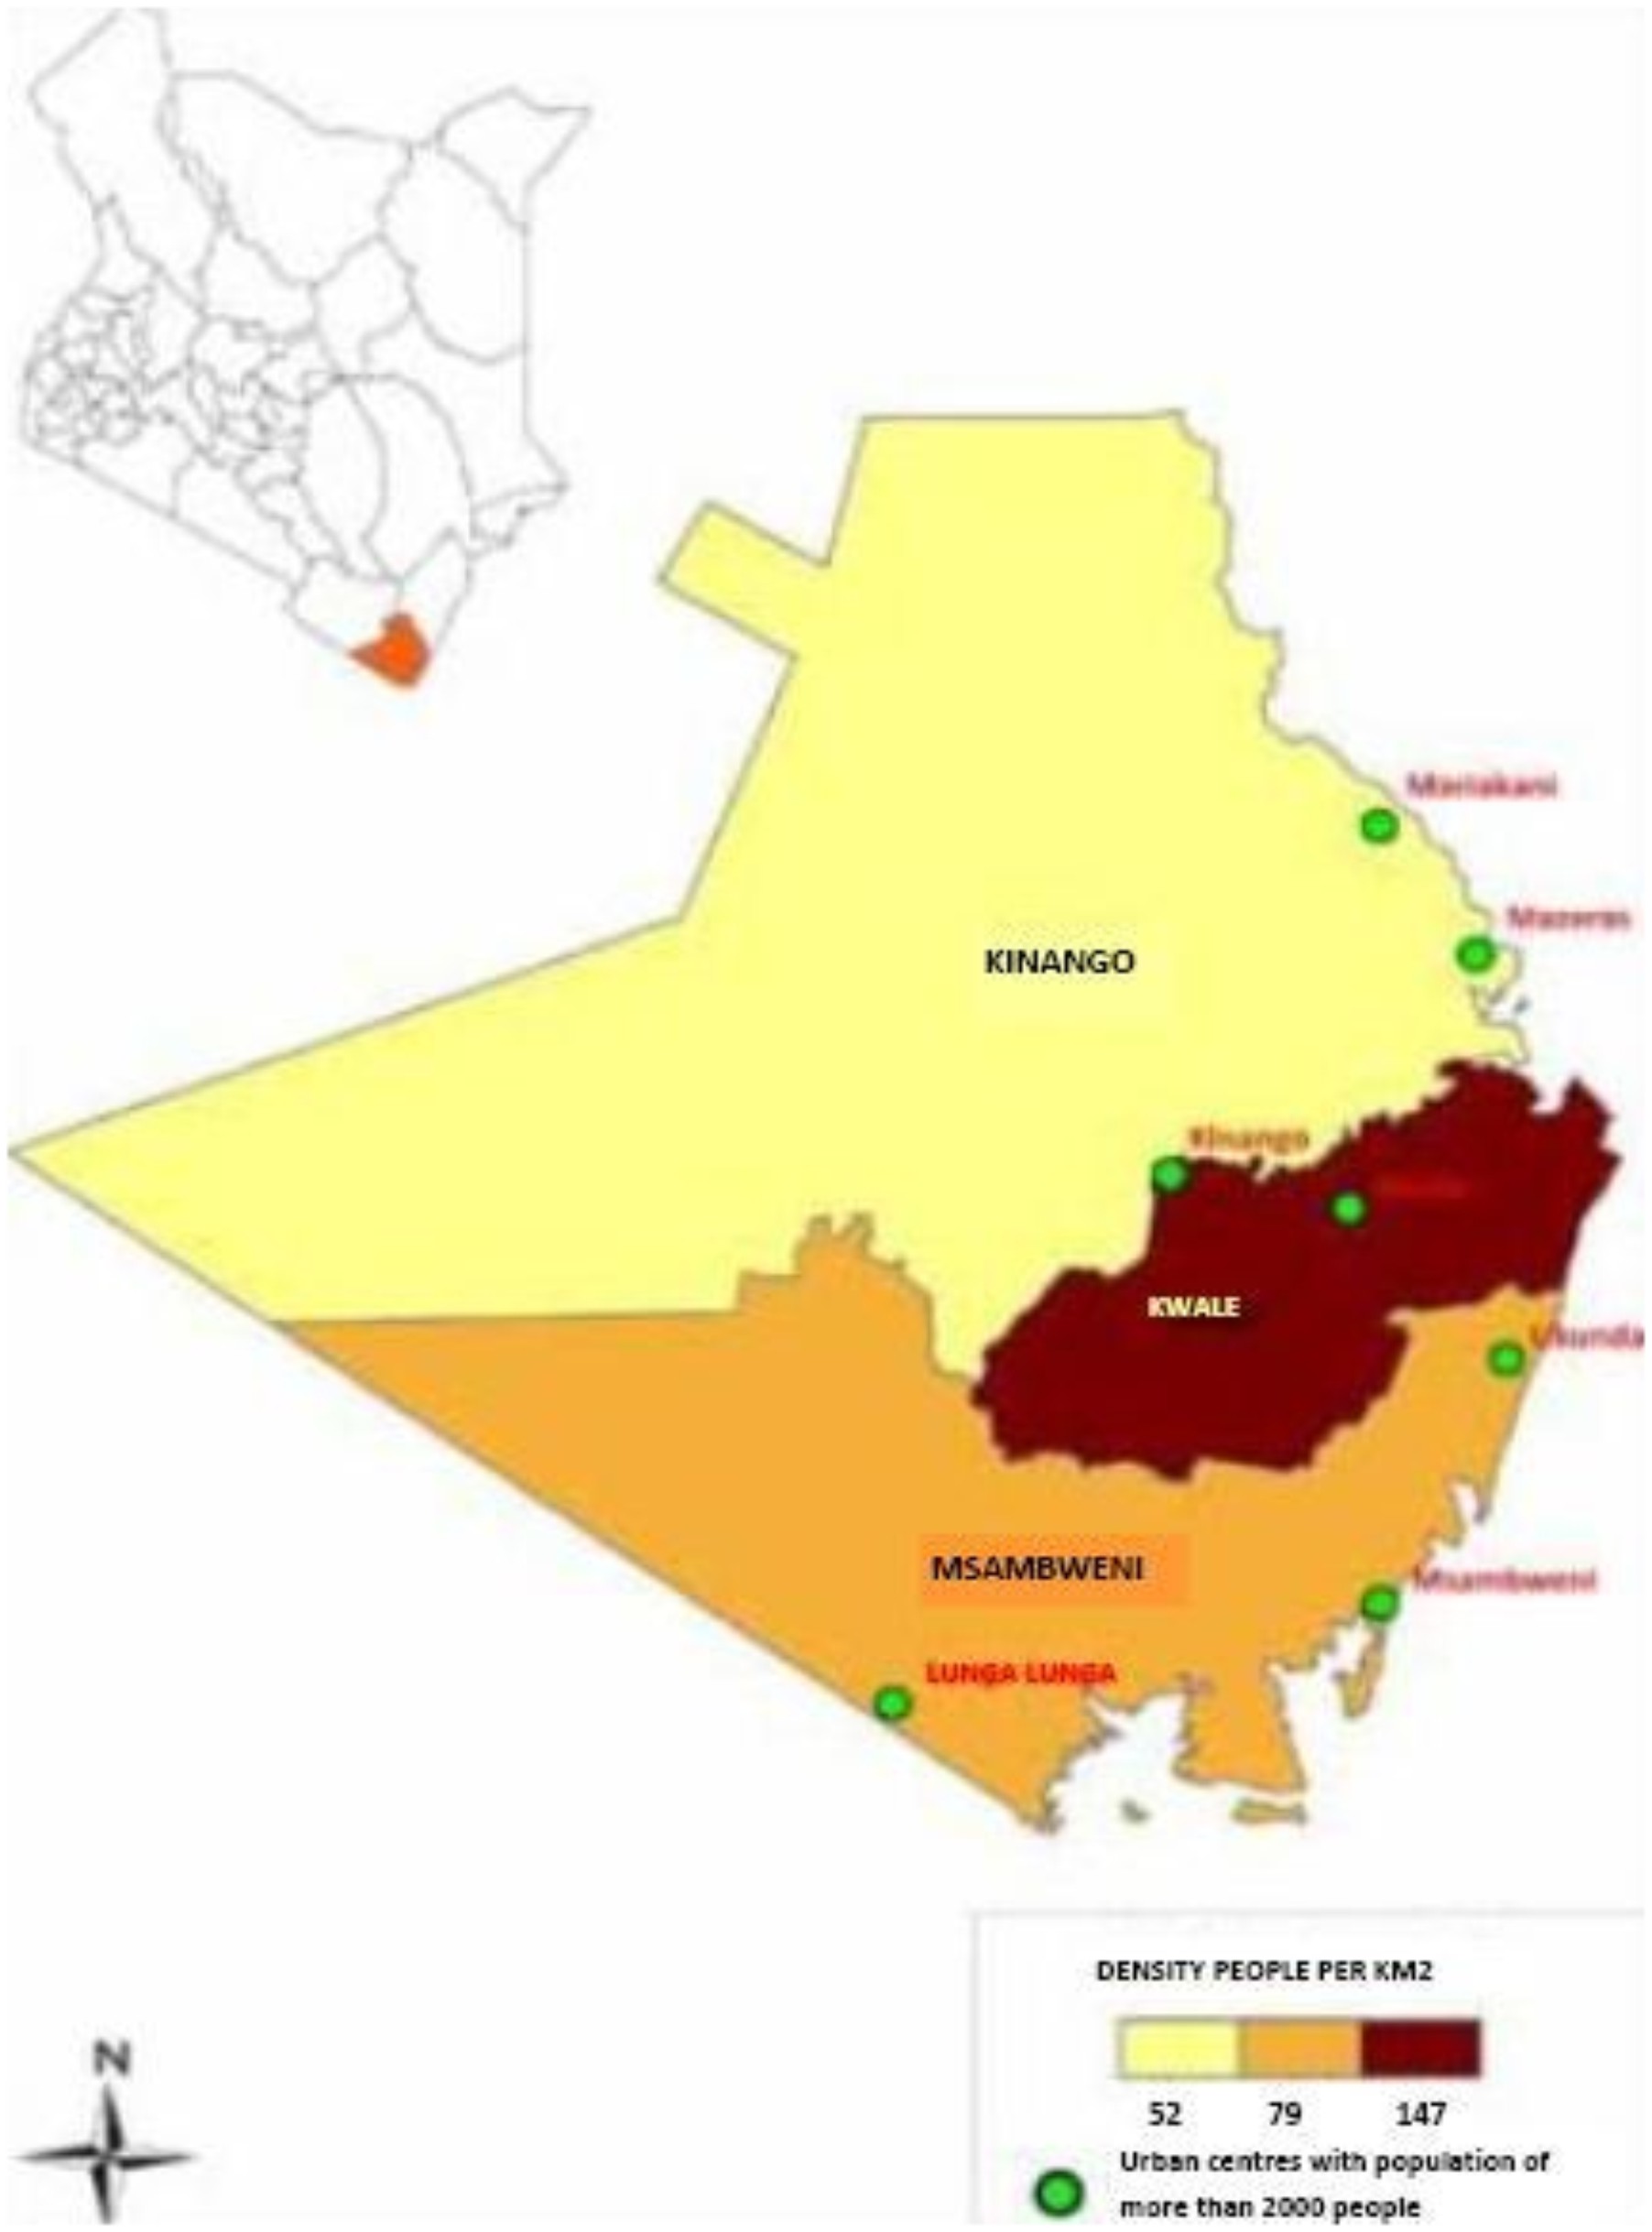 Mariakani
Mazeras
KINANGO
Kinango
KWALE
Ukunda
MSAMBWENI
Msambweni
LUNGA LUNGA
DENSITY PEOPLE PER KM2
52 79 147
Urban centres with population of
more than 2000 people
N